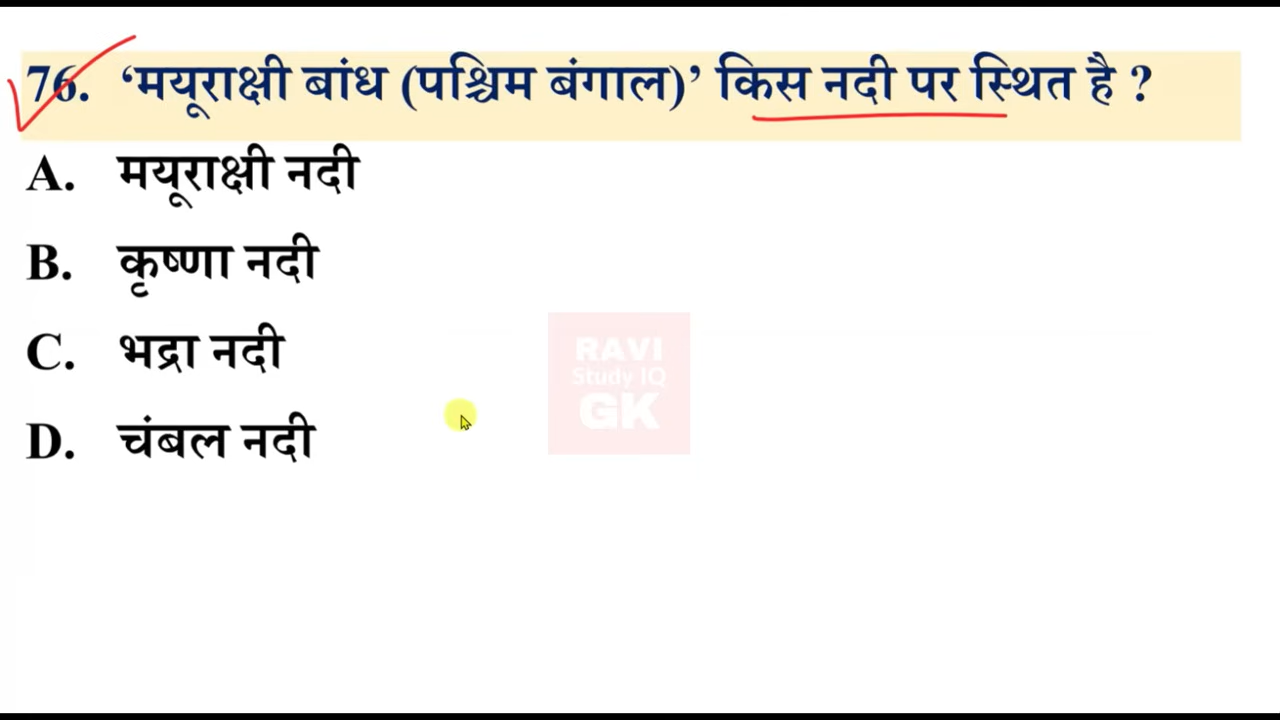 76. ‘मयूराक्षी बांध (पश्चिम बंगाल)’ किस नदी पर स्थित है ?
A. मयूराक्षी नदी
B. कृष्णा नदी
C. भद्रा नदी
D. चंबल नदी
RAVI
Study IQ
GK